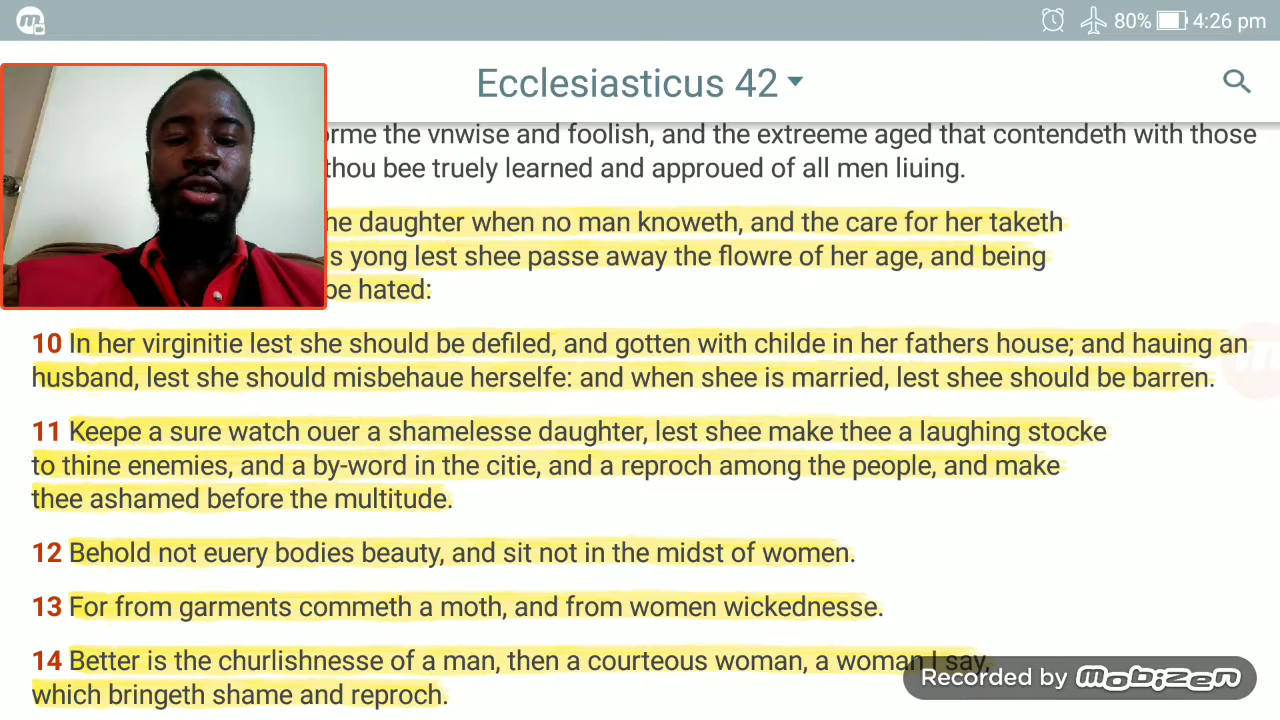 80% 4:26 pm
Ecclesiasticus 42
the vnwise and foolish, and the extreeme aged that contendeth with those
thou bee truely learned and approued of all men liuing.
daughter when no man knoweth, and the care for her taketh
yong lest shee passe away the flowre of her age, and being
be hated:
10 In her virginitie lest she should be defiled, and gotten with childe in her fathers house; and hauing an
husband, lest she should misbehaue herselfe: and when shee is married, lest shee should be barren.
11 Keepe a sure watch ouer a shamelesse daughter, lest shee make thee a laughing stocke
to thine enemies, and a by-word in the citie, and a reproch among the people, and make
thee ashamed before the multitude.
12 Behold not euery bodies beauty, and sit not in the midst of women.
13 For from garments commeth a moth, and from women wickednesse.
14 Better is the churlishnesse of a man, then a courteous woman, a woman I say,
which bringeth shame and reproch.
Recorded by mobizen